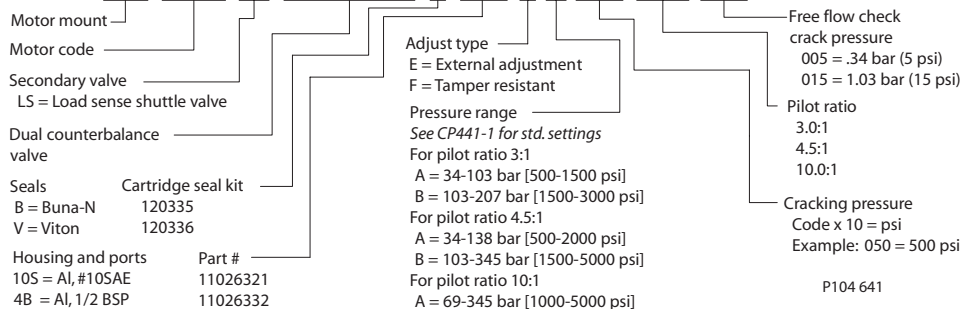 Motor mount
Motor code
Secondary valve
LS = Load sense shuttle valve
Dual counterbalance
valve
Seals Cartridge seal kit
B = Buna-N 120335
V = Viton 120336
Housing and ports Part #
10S = Al, #10SAE 11026321
4B = Al, 1/2 BSP 11026332
Adjust type
E = External adjustment
F = Tamper resistant
Pressure range
See CP441-1 for std. settings
For pilot ratio 3:1
A = 34-103 bar [500-1500 psi]
B = 103-207 bar [1500-3000 psi]
For pilot ratio 4.5:1
A = 34-138 bar [500-2000 psi]
B = 103-345 bar [1500-5000 psi]
For pilot ratio 10:1
A = 69-345 bar [1000-5000 psi]
Free flow check
crack pressure
005 = .34 bar (5 psi)
015 = 1.03 bar (15 psi)
Pilot ratio
3.0:1
4.5:1
10.0:1
Cracking pressure
Code x 10 = psi
Example: 050 = 500 psi
P104 641